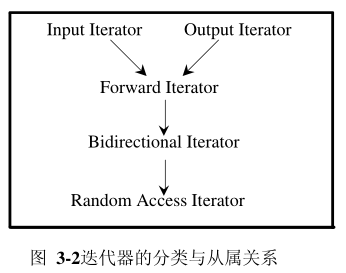 Input Iterator Output Iterator
Forward Iterator
Bidirectional Iterator
Random Access Iterator
图 3-2迭代器的分类与从属关系